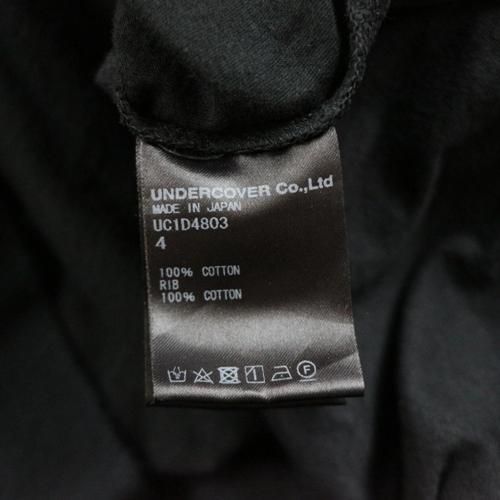 UNDERCOVER Co.,Ltd
MADE IN JAPAN
UC1D4803
4
100% COTTON
RIB
100% COTTON
F